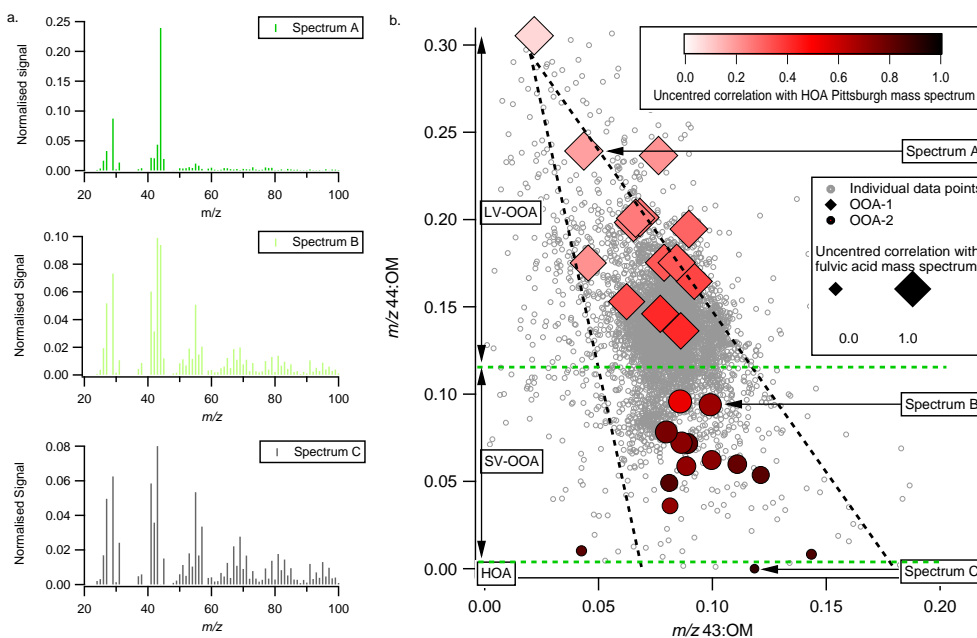 a.
0.25
0.20
0.15
0.10
0.05
0.00
Normalised signal
Spectrum A
20
40
60
80
100
m/z
0.10
0.08
0.06
0.04
0.02
0.00
Normalised Signal
Spectrum B
20
40
60
80
100
m/z
0.08
0.06
0.04
0.02
0.00
Normalised Signal
Spectrum C
20
40
60
80
100
m/z
b.
0.30
0.25
0.20
0.15
0.10
0.05
0.00
m/z 44:OM
LV-OOA
SV-OOA
HOA
0.0
0.2
0.4
0.6
0.8
1.0
Uncentred correlation with HOA Pittsburgh mass spectrum
Spectrum A
Individual data points
OOA-1
OOA-2
Uncentred correlation with
fulvic acid mass spectrum
0.0
1.0
Spectrum B
Spectrum C
0.00
0.05
0.10
0.15
0.20
m/z 43:OM